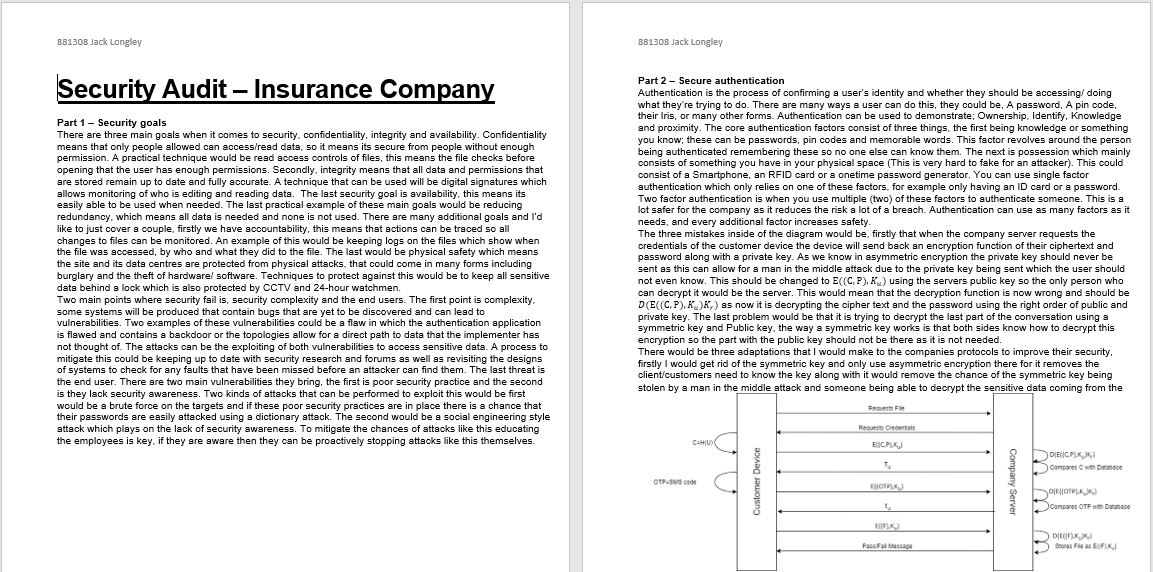 881308 Jack Longley
Security Audit – Insurance Company
Part 1 – Security goals
There are three main goals when it comes to security, confidentiality, integrity and availability. Confidentiality
means that only people allowed can access/read data, so it means its secure from people without enough
permission. A practical technique would be read access controls of files, this means the file checks before
opening that the user has enough permissions. Secondly, integrity means that all data and permissions that
are stored remain up to date and fully accurate. A technique that can be used will be digital signatures which
allows monitoring of who is editing and reading data.  The last security goal is availability, this means its
easily able to be used when needed. The last practical example of these main goals would be reducing
redundancy, which means all data is needed and none is not used. There are many additional goals and I'd
like to just cover a couple, firstly we have accountability, this means that actions can be traced so all
changes to files can be monitored. An example of this would be keeping logs on the files which show when
the file was accessed, by who and what they did to the file. The last would be physical safety which means
the site and its data centres are protected from physical attacks, that could come in many forms including
burglary and the theft of hardware/ software. Techniques to protect against this would be to keep all sensitive
data behind a lock which is also protected by CCTV and 24-hour watchmen.
Two main points where security fail is, security complexity and the end users. The first point is complexity,
some systems will be produced that contain bugs that are yet to be discovered and can lead to
vulnerabilities. Two examples of these vulnerabilities could be a flaw in which the authentication application
is flawed and contains a backdoor or the topologies allow for a direct path to data that the implementer has
not thought of. The attacks can be the exploiting of both vulnerabilities to access sensitive data. A process to
mitigate this could be keeping up to date with security research and forums as well as revisiting the designs
of systems to check for any faults that have been missed before an attacker can find them. The last threat is
the end user. There are two main vulnerabilities they bring, the first is poor security practice and the second
is they lack security awareness. Two kinds of attacks that can be performed to exploit this would be first
would be a brute force on the targets and if these poor security practices are in place there is a chance that
their passwords are easily attacked using a dictionary attack. The second would be a social engineering style
attack which plays on the lack of security awareness. To mitigate the chances of attacks like this educating
the employees is key, if they are aware then they can be proactively stopping attacks like this themselves.
881308 Jack Longley
Part 2 – Secure authentication
Authentication is the process of confirming a user's identity and whether they should be accessing/ doing
what they're trying to do. There are many ways a user can do this, they could be, A password, A pin code,
their Iris, or many other forms. Authentication can be used to demonstrate; Ownership, Identify, Knowledge
and proximity. The core authentication factors consist of three things, the first being knowledge or something
you know; these can be passwords, pin codes and memorable words. This factor revolves around the person
being authenticated remembering these so no one else can know them. The next is possession which mainly
consists of something you have in your physical space (This is very hard to fake for an attacker). This could
consist of a Smartphone, an RFID card or a onetime password generator. You can use single factor
authentication which only relies on one of these factors, for example only having an ID card or a password.
Two factor authentication is when you use multiple (two) of these factors to authenticate someone. This is a
lot safer for the company as it reduces the risk a lot of a breach. Authentication can use as many factors as it
needs, and every additional factor increases safety.
The three mistakes inside of the diagram would be, firstly that when the company server requests the
credentials of the customer device the device will send back an encryption function of their ciphertext and
password along with a private key. As we know in asymmetric encryption the private key should never be
sent as this can allow for a man in the middle attack due to the private key being sent which the user should
not even know. This should be changed to E((C,P),Kᵤ) using the servers public key so the only person who
can decrypt it would be the server. This would mean that the decryption function is now wrong and should be
D(E((C,P),Kᵤ)Kᵣ) as now it is decrypting the cipher text and the password using the right order of public and
private key. The last problem would be that it is trying to decrypt the last part of the conversation using a
symmetric key and Public key, the way a symmetric key works is that both sides know how to decrypt this
encryption so the part with the public key should not be there as it is not needed.
There would be three adaptations that I would make to the companies protocols to improve their security,
firstly I would get rid of the symmetric key and only use asymmetric encryption there for it removes the
client/customers need to know the key along with it would remove the chance of the symmetric key being
stolen by a man in the middle attack and someone being able to decrypt the sensitive data coming from the
Requests File
Requests Credentials
C=H(U)
E((C,P),Kᵤ)
D(E((C,P),Kᵤ)Kᵣ)
Compares C with Database
Customer Device
Company Server
OTP=SMS code
E((OTP),Kᵤ)
D(E((OTP),Kᵤ)Kᵣ)
Compares OTP with Database
E((F),Kᵤ)
D(E((F),Kᵤ)Kᵣ)
Stores File as E((F),Kᵤ)
Pass/Fail Message